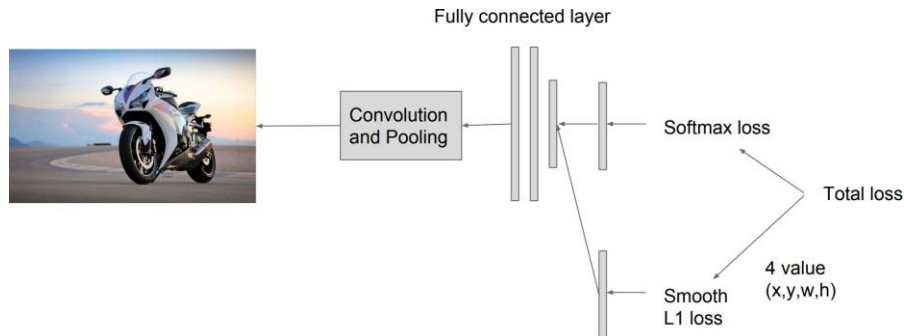 Fully connected layer
Convolution
and Pooling
Softmax loss
Total loss
4 value
(x,y,w,h)
Smooth
L1 loss